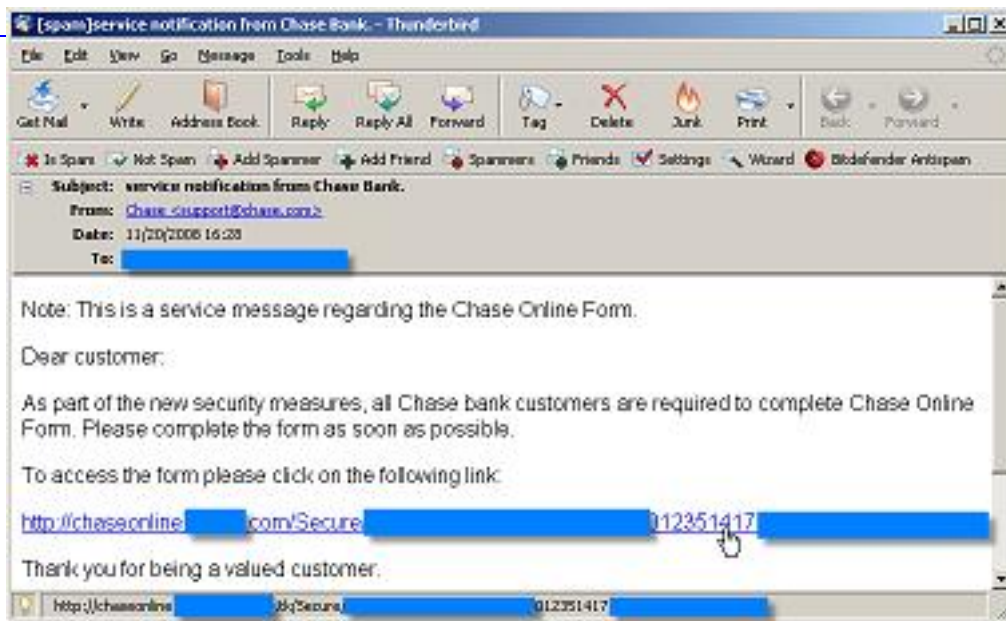 [spam]service notification from Chase Bank. - Thunderbird
File Edit View Go Message Tools Help
Get Mail Write Address Book Reply Reply All Forward Tag Delete Junk Print Back Forward
Is Spam Not Spam Add Spammer Add Friend Spammers Friends Settings Wizard Bitdefender Antispam
Subject: service notification from Chase Bank.
From: Chase <support@chase.com>
Date: 11/20/2008 16:28
To:
Note: This is a service message regarding the Chase Online Form.
Dear customer:
As part of the new security measures, all Chase bank customers are required to complete Chase Online
Form. Please complete the form as soon as possible.
To access the form please click on the following link:
http://chaseonline com/Secure 012351417
Thank you for being a valued customer.
http://chaseonline .tk/Secure/ 012351417